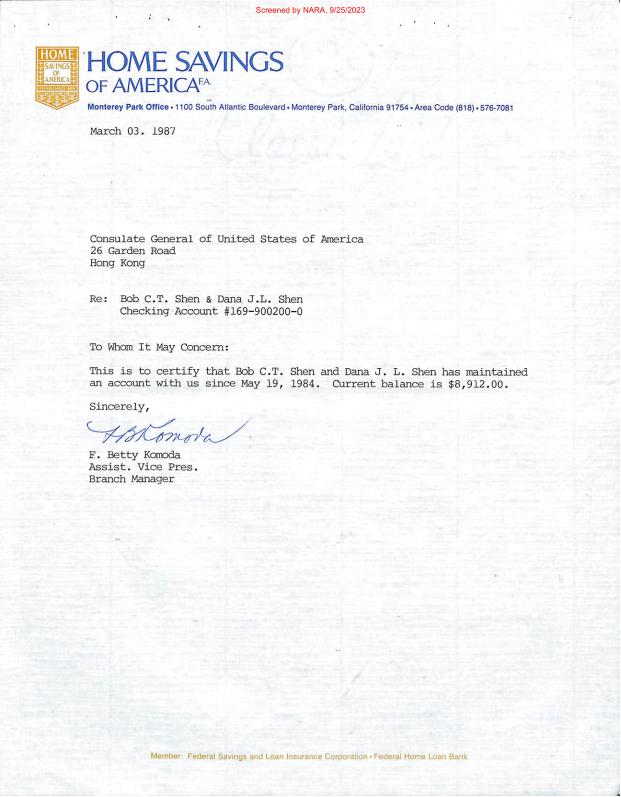 Screened by NARA, 9/25/2023
HOME
SAVINGS
OF
AMERICA
HOME SAVINGS
OF AMERICA F.A.
Monterey Park Office • 1100 South Atlantic Boulevard • Monterey Park, California 91754 • Area Code (818) • 576-7081
March 03. 1987
Consulate General of United States of America
26 Garden Road
Hong Kong
Re: Bob C.T. Shen & Dana J.L. Shen
Checking Account #169-900200-0
To Whom It May Concern:
This is to certify that Bob C.T. Shen and Dana J. L. Shen has maintained
an account with us since May 19, 1984. Current balance is $8,912.00.
Sincerely,
F. Betty Komoda
Assist. Vice Pres.
Branch Manager
Member: Federal Savings and Loan Insurance Corporation • Federal Home Loan Bank